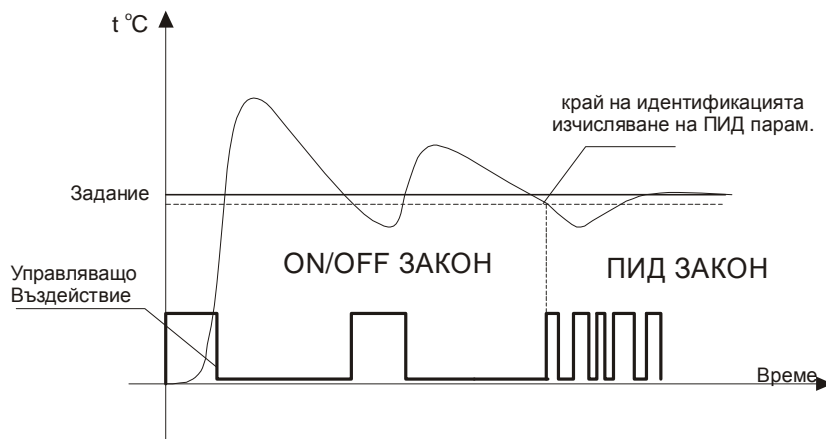 t °C
край на идентификацията
изчисляване на ПИД парам.
Задание
ON/OFF ЗАКОН
ПИД ЗАКОН
Управляващо
Въздействие
Време